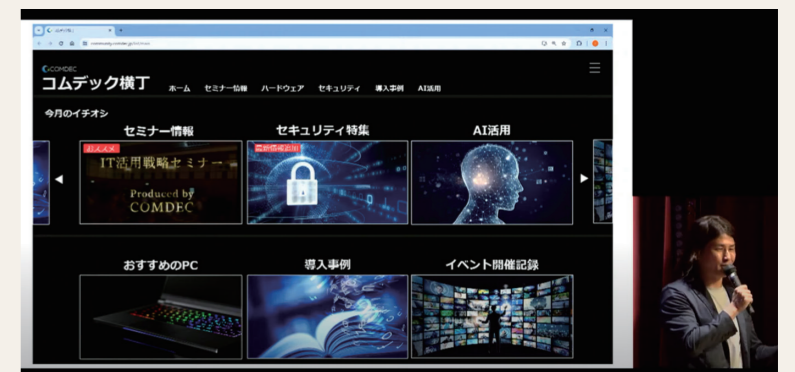 COMDEC
コムデック横丁
ホーム セミナー情報 ハードウェア セキュリティ 導入事例 AI活用
今月のイチオシ
セミナー情報 セキュリティ特集 AI活用
おススメ 最新情報追加
IT活用戦略セミナー
Produced by
COMDEC
おすすめのPC 導入事例 イベント開催記録